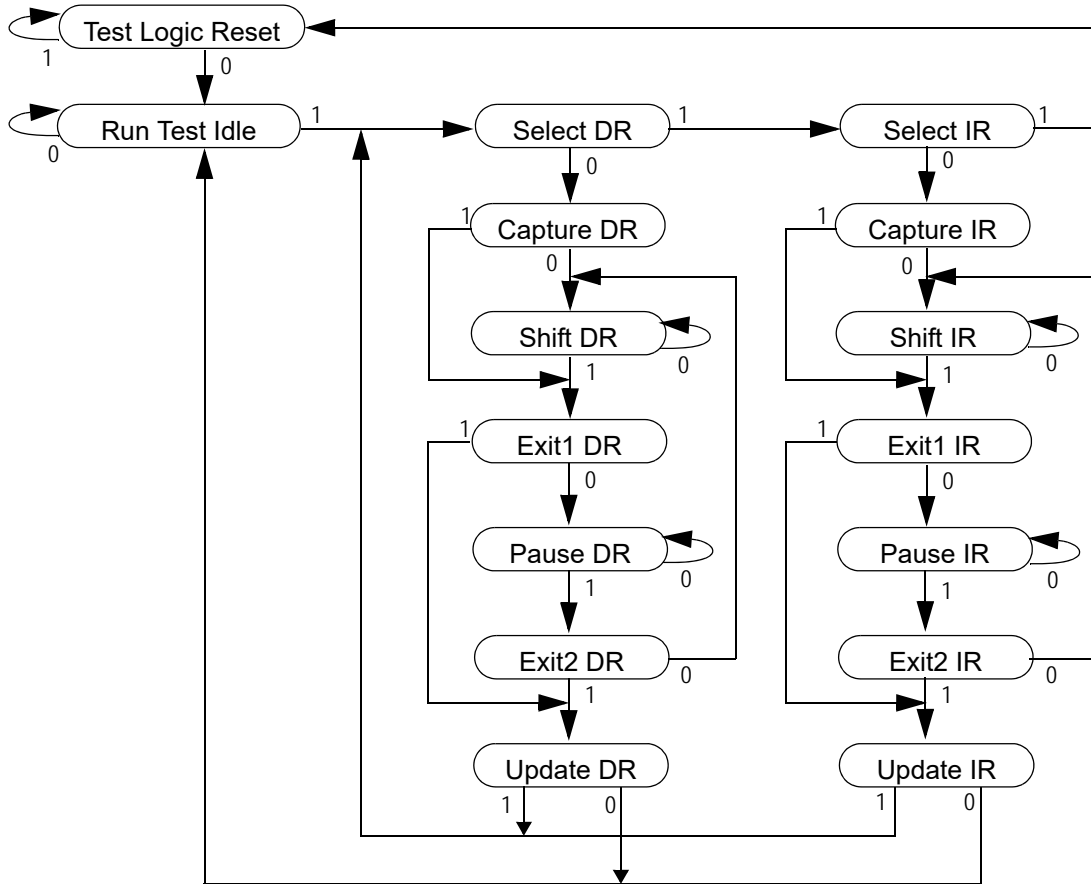 Test Logic Reset
1
0
Run Test Idle
1
0
Select DR
1
0
Select IR
1
0
1
Capture DR
0
1
Capture IR
0
Shift DR
0
1
Shift IR
0
1
1
Exit1 DR
0
1
Exit1 IR
0
Pause DR
0
1
Pause IR
0
1
Exit2 DR
0
1
Exit2 IR
0
1
Update DR
1
0
Update IR
1
0